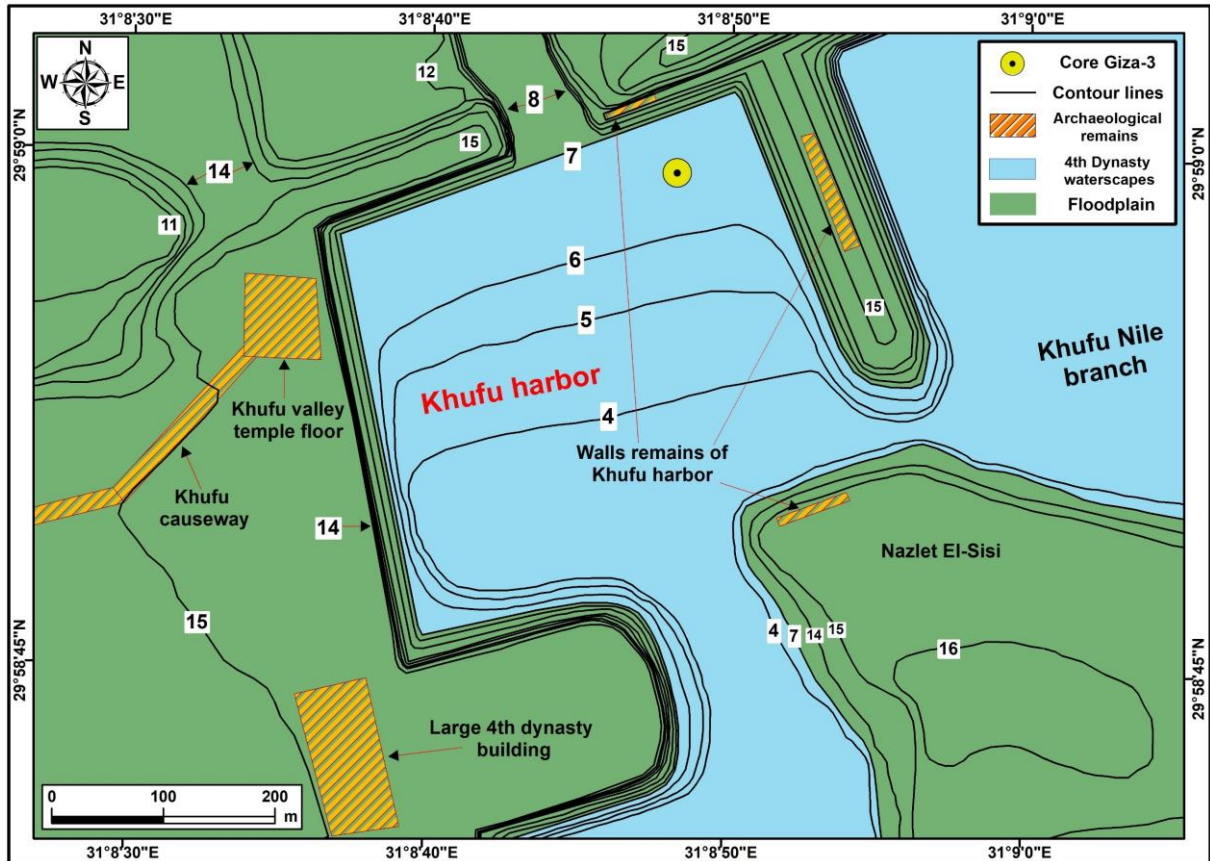 31°8'30"E
31°8'40"E
31°8'50"E
31°9'0"E
N
W E
S
29°59'0"N
29°58'45"N
29°59'0"N
29°58'45"N
Core Giza-3
Contour lines
Archaeological
remains
4th Dynasty
waterscapes
Floodplain
15
12
8
15
7
14
11
6
5
15
Khufu Nile
branch
Khufu harbor
4
Khufu valley
temple floor
Walls remains of
Khufu harbor
Khufu
causeway
14
Nazlet El-Sisi
15
4
7
14
15
16
Large 4th dynasty
building
0 100 200
m
31°8'30"E
31°8'40"E
31°8'50"E
31°9'0"E